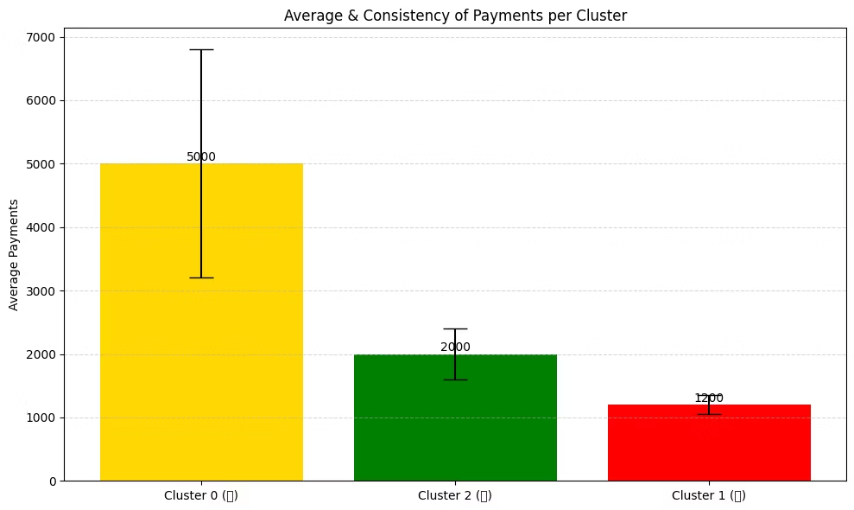 Average & Consistency of Payments per Cluster
Average Payments
7000
6000
5000
4000
3000
2000
1000
0
5000
2000
1200
Cluster 0 (▯)
Cluster 2 (▯)
Cluster 1 (▯)